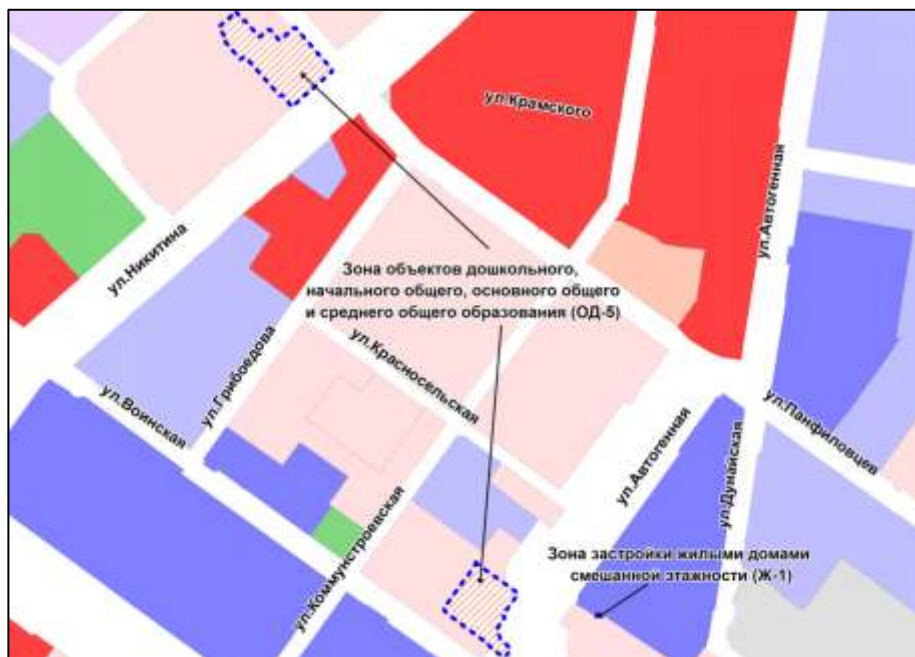 ул.Крамского
ул.Автогенная
ул.Никитина
Зона объектов дошкольного,
начального общего, основного общего
и среднего общего образования (ОД-5)
ул.Грибоедова
ул.Красносельская
ул.Воинская
ул.Автогенная
ул.Панфиловцев
ул.Дунайская
ул.Коммунстроевская
Зона застройки жилыми домами
смешанной этажности (Ж-1)